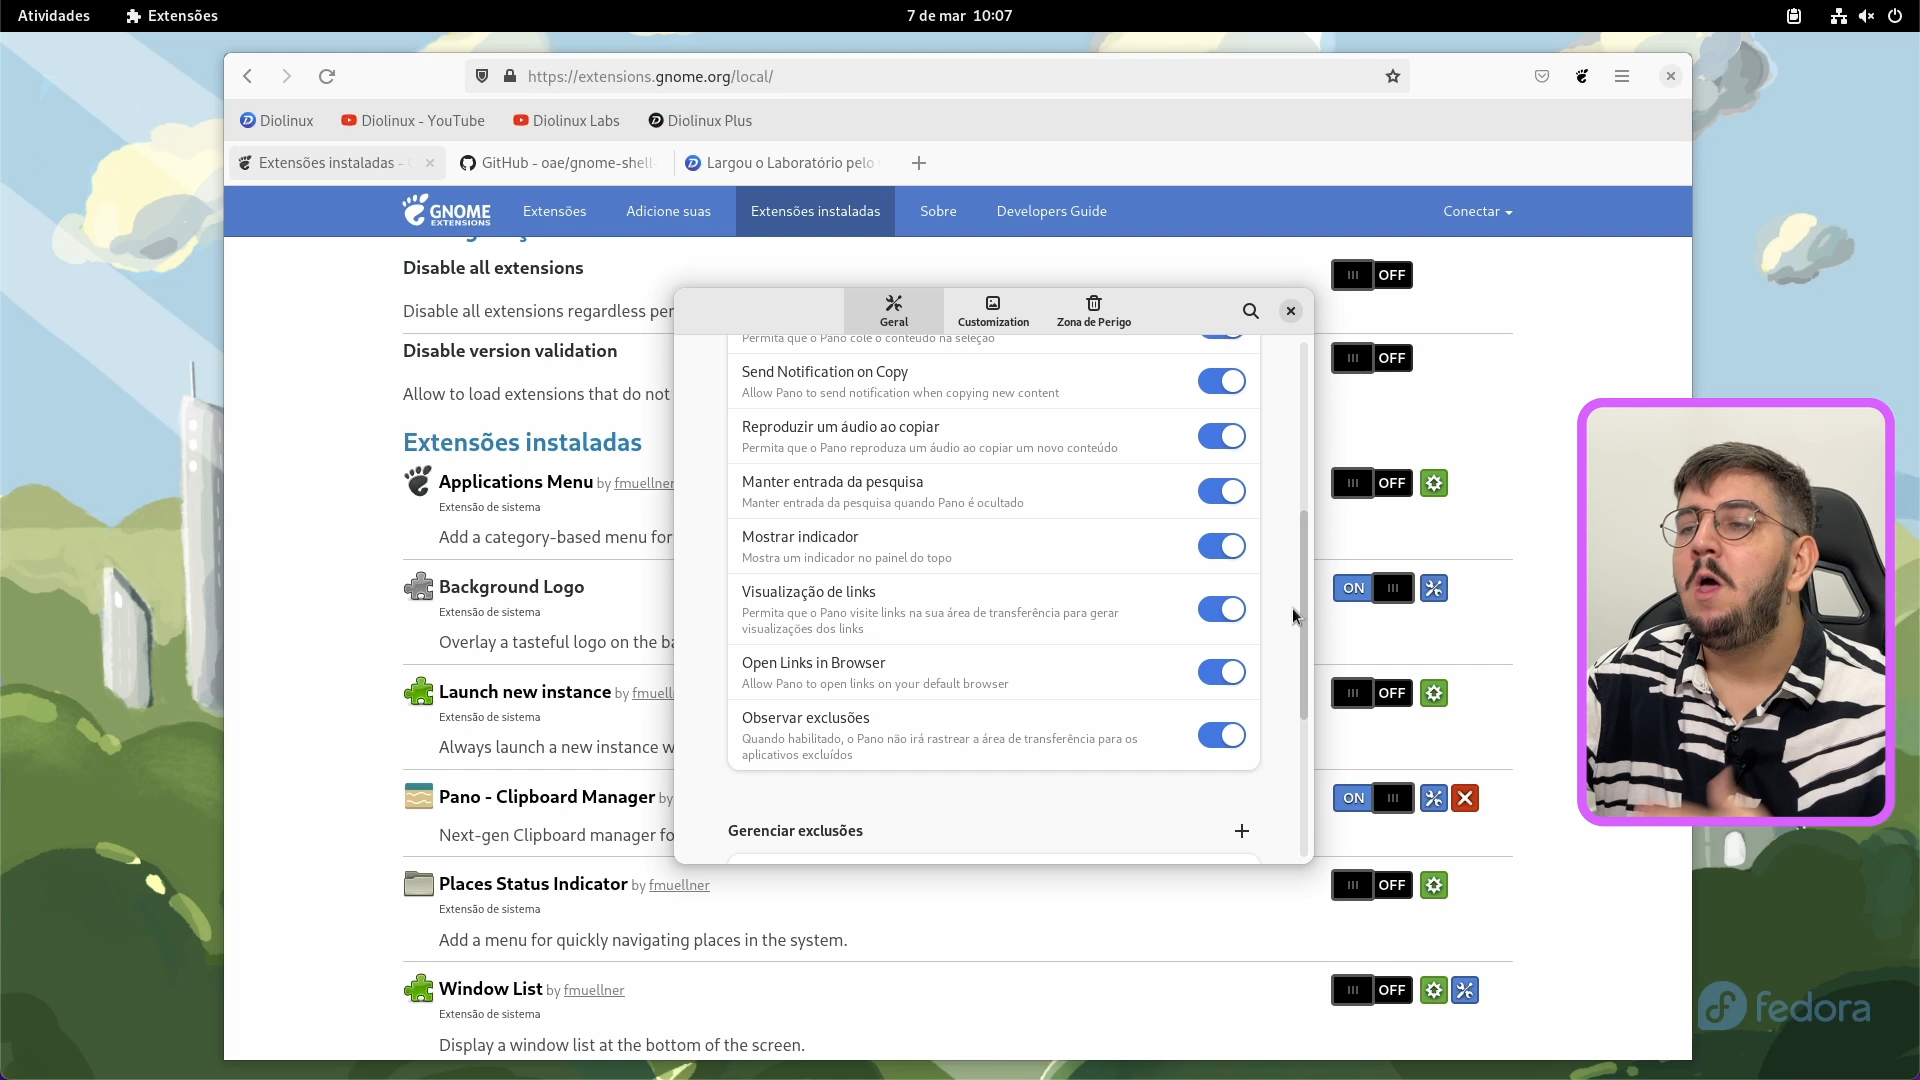 Atividades
Extensões
7 de mar 10:07
https://extensions.gnome.org/local/
Diolinux
Diolinux - YouTube
Diolinux Labs
Diolinux Plus
Extensões instaladas -
GitHub - oae/gnome-shell-
Largou o Laboratório pelo
GNOME
EXTENSIONS
Extensões
Adicione suas
Extensões instaladas
Sobre
Developers Guide
Conectar
Disable all extensions
OFF
Disable all extensions regardless
Disable version validation
OFF
Allow to load extensions that do not
Extensões instaladas
Applications Menu by fmuellner
OFF
Extensão de sistema
Add a category-based menu for
Background Logo
ON
Extensão de sistema
Overlay a tasteful logo on the
Launch new instance by
OFF
Extensão de sistema
Always launch a new instance
Pano - Clipboard Manager by
ON
Next-gen Clipboard manager
Places Status Indicator by fmuellner
OFF
Extensão de sistema
Add a menu for quickly navigating places in the system.
Window List by fmuellner
OFF
Extensão de sistema
Display a window list at the bottom of the screen.
Geral
Customization
Zona de Perigo
Permita que o Pano cole o conteúdo na seleção
Send Notification on Copy
Allow Pano to send notification when copying new content
Reproduzir um áudio ao copiar
Permita que o Pano reproduza um áudio ao copiar um novo conteúdo
Manter entrada da pesquisa
Manter entrada da pesquisa quando Pano é ocultado
Mostrar indicador
Mostra um indicador no painel do topo
Visualização de links
Permita que o Pano visite links na sua área de transferência para gerar
visualizações dos links
Open Links in Browser
Allow Pano to open links on your default browser
Observar exclusões
Quando habilitado, o Pano não irá rastrear a área de transferência para os
aplicativos excluídos
Gerenciar exclusões
fedora